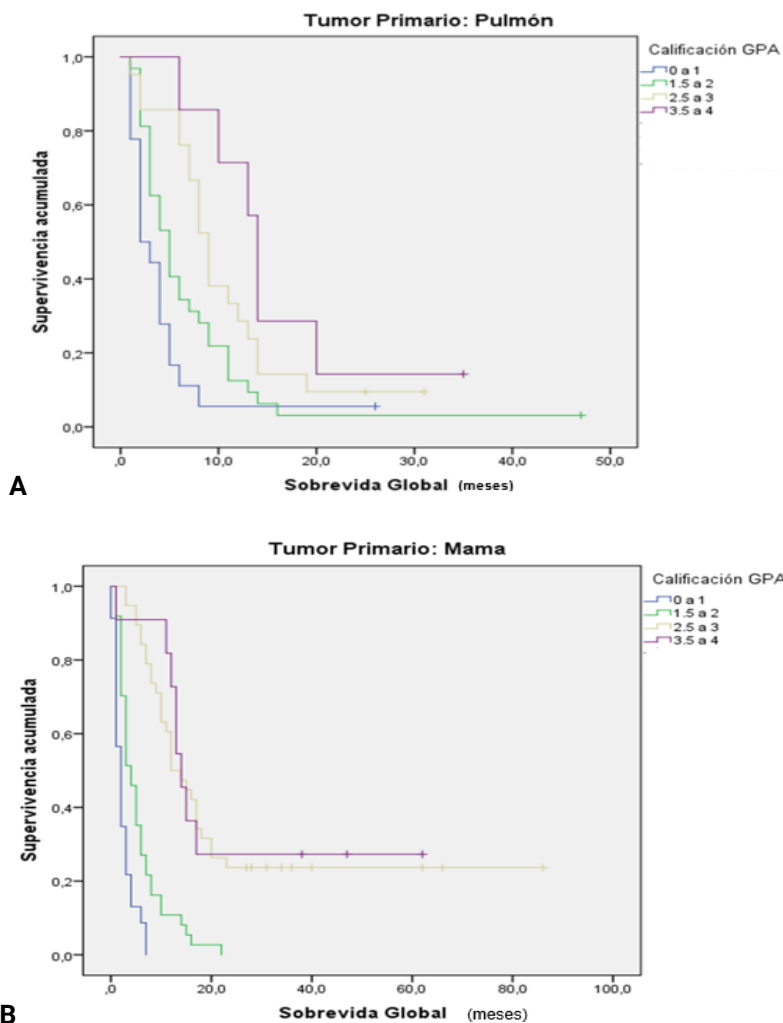 Tumor Primario: Pulmón
Calificación GPA
0 a 1
1.5 a 2
2.5 a 3
3.5 a 4
1,0
0,8
0,6
0,4
0,2
0,0
Supervivencia acumulada
,0 10,0 20,0 30,0 40,0 50,0
Sobrevida Global (meses)
A
Tumor Primario: Mama
Calificación GPA
0 a 1
1.5 a 2
2.5 a 3
3.5 a 4
1,0
0,8
0,6
0,4
0,2
0,0
Supervivencia acumulada
,0 20,0 40,0 60,0 80,0 100,0
Sobrevida Global (meses)
B